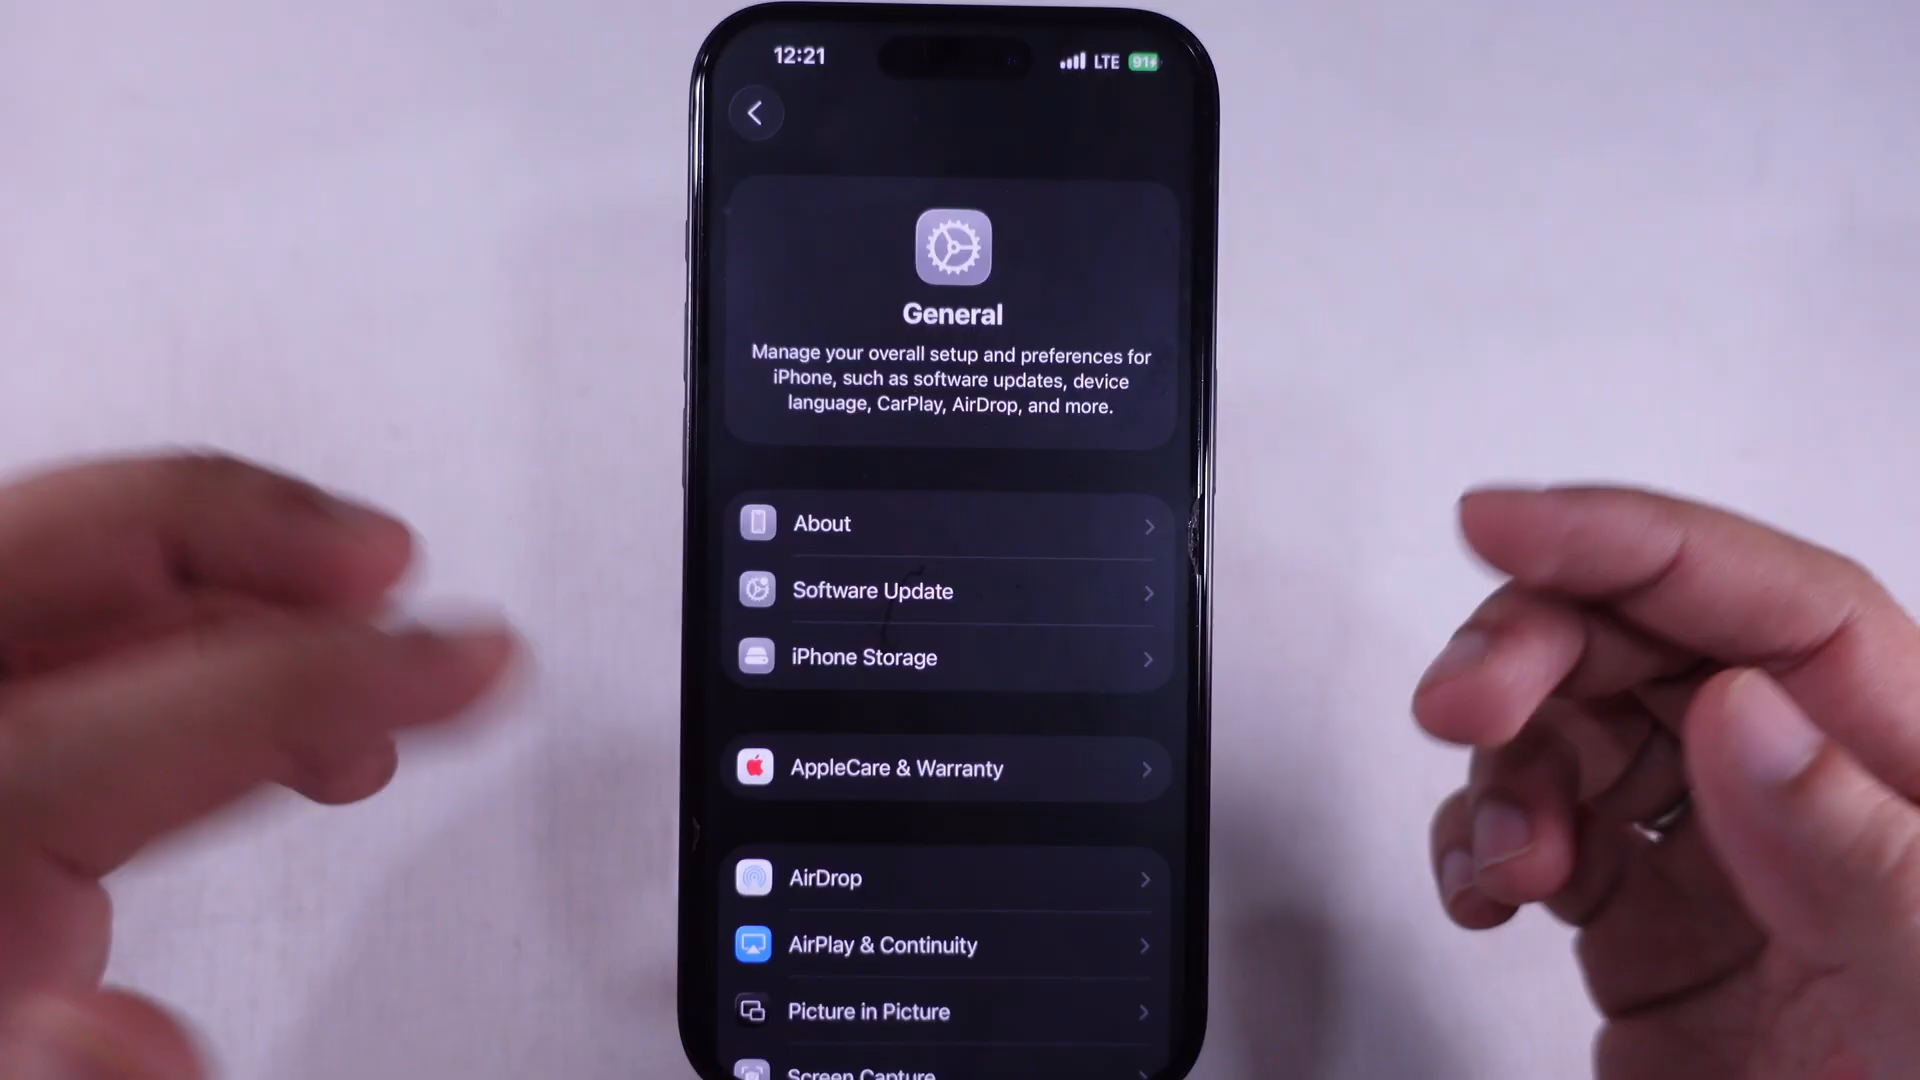 12:21
LTE 91
General
Manage your overall setup and preferences for
iPhone, such as software updates, device
language, CarPlay, AirDrop, and more.
About
Software Update
iPhone Storage
AppleCare & Warranty
AirDrop
AirPlay & Continuity
Picture in Picture
Screen Capture